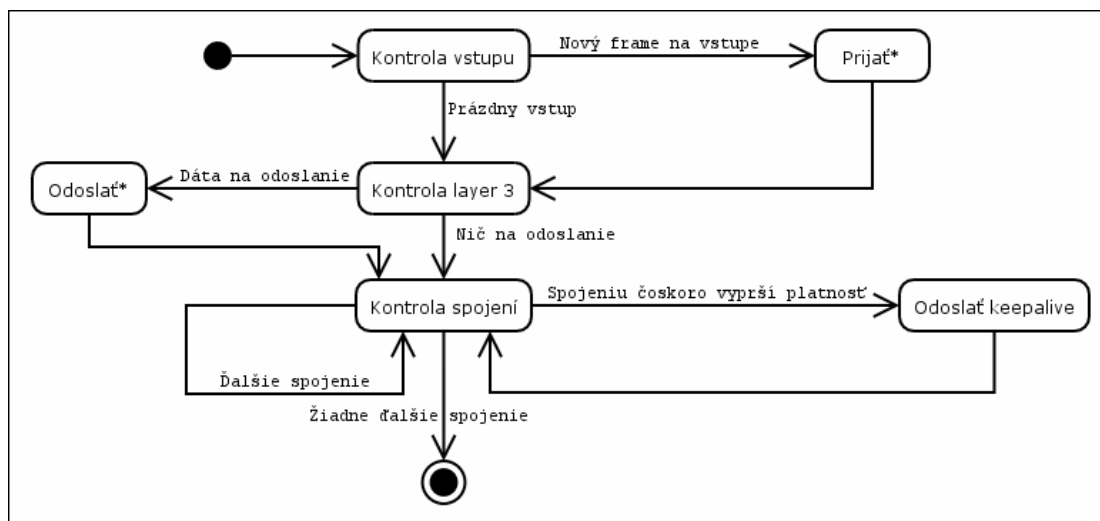 Kontrola vstupu
Nový frame na vstupe
Prijať*
Prázdny vstup
Odoslať*
Dáta na odoslanie
Kontrola layer 3
Nič na odoslanie
Kontrola spojení
Spojeniu čoskoro vyprší platnosť
Odoslať keepalive
Ďalšie spojenie
Žiadne ďalšie spojenie